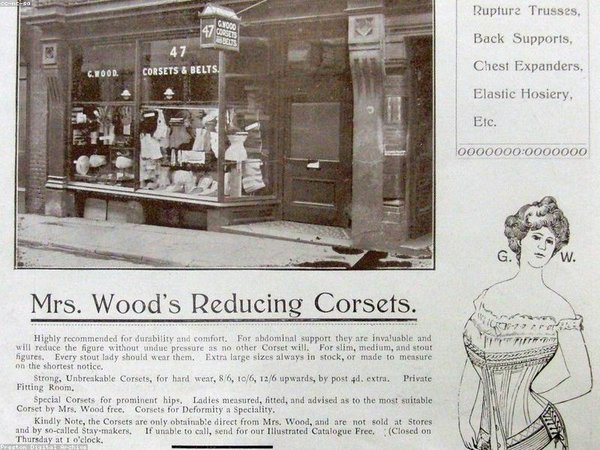 cc-nc-sa
Rupture Trusses,
Back Supports,
Chest Expanders,
Elastic Hosiery,
Etc.
47
G. WOOD
CORSETS
AND BELTS
47
G. WOOD.
CORSETS & BELTS.
G. W.
Mrs. Wood's Reducing Corsets.
Highly recommended for durability and comfort. For abdominal support they are invaluable and
will reduce the figure without undue pressure as no other Corset will. For slim, medium, and stout
figures. Every stout lady should wear them. Extra large sizes always in stock, or made to measure
on the shortest notice.
Strong, Unbreakable Corsets, for hard wear, 8/6, 10/6, 12/6 upwards, by post 4d. extra. Private
Fitting Room.
Special Corsets for prominent hips. Ladies measured, fitted, and advised as to the most suitable
Corset by Mrs. Wood free. Corsets for Deformity a Speciality.
Kindly Note, the Corsets are only obtainable direct from Mrs. Wood, and are not sold at Stores
and by so-called Stay-makers. If unable to call, send for our Illustrated Catalogue Free. (Closed on
Thursday at 1 o'clock.
Preston Digital Archive